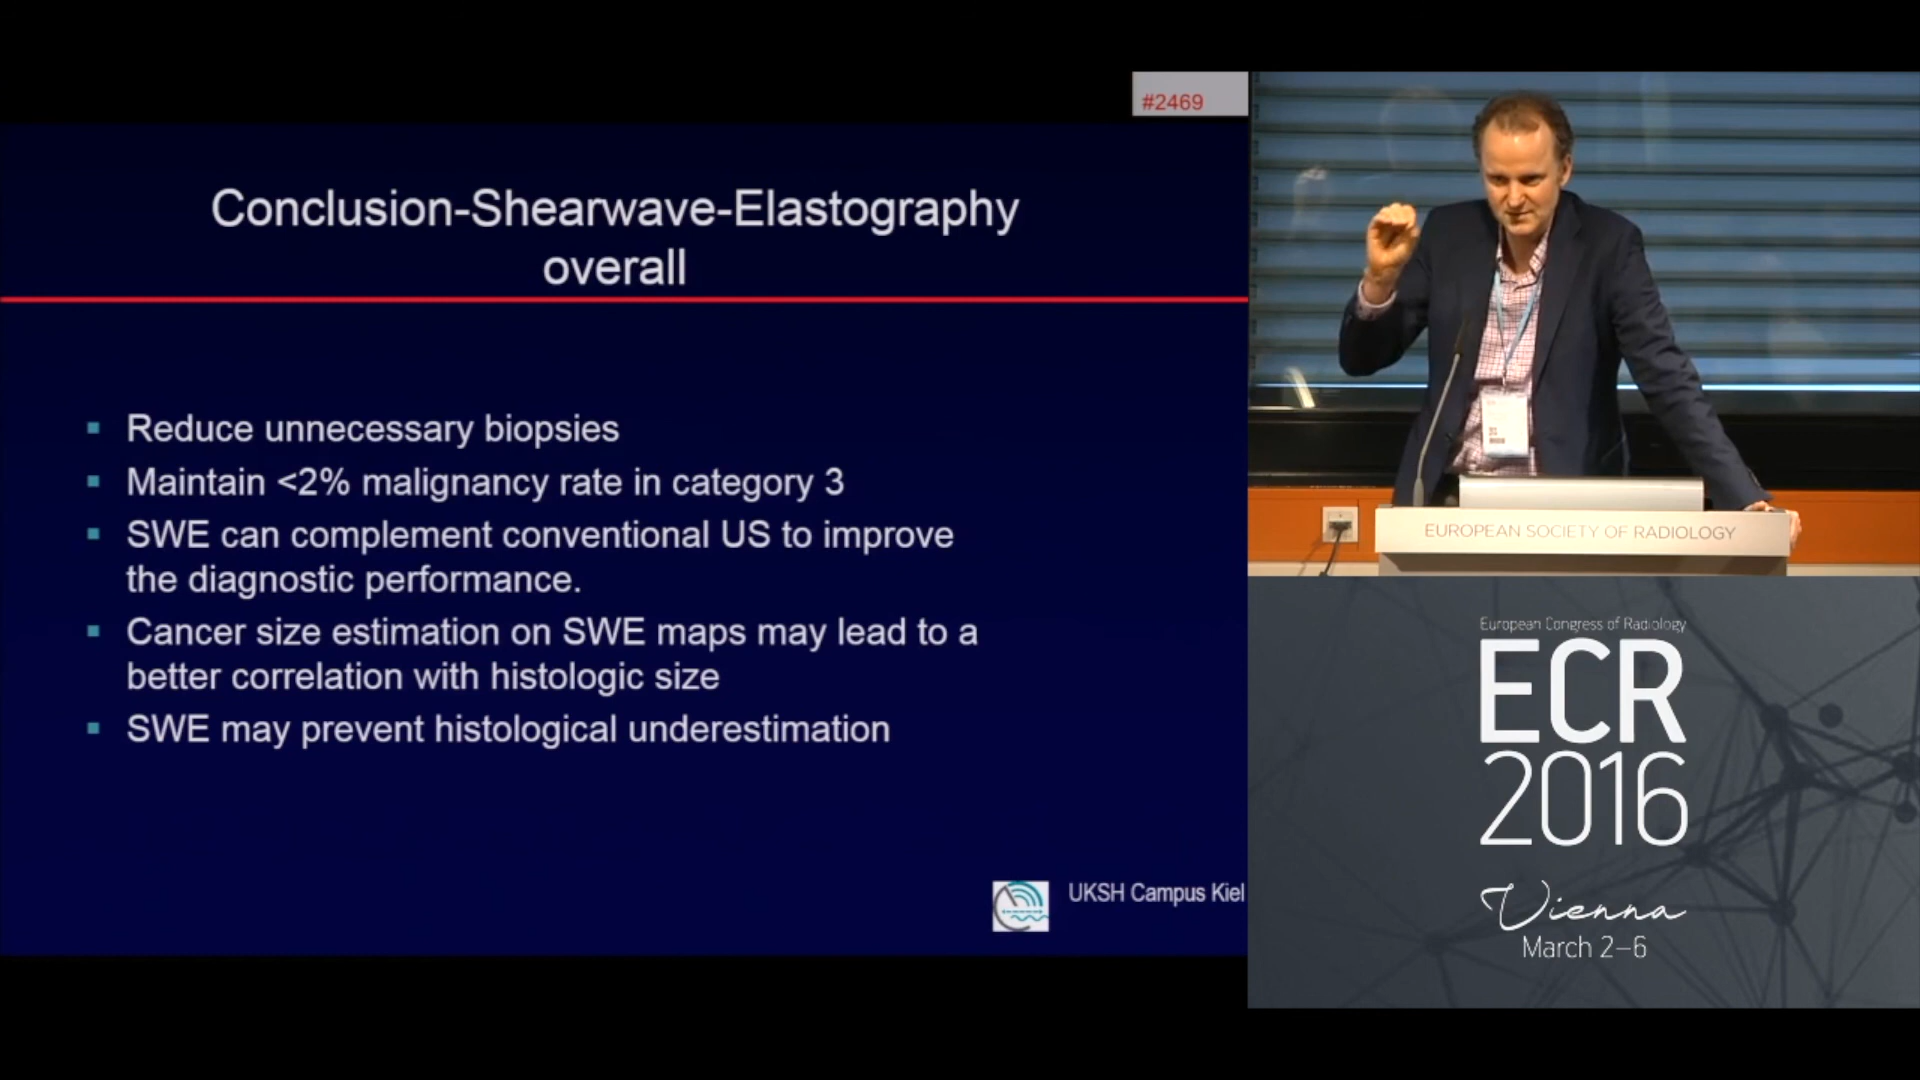 #2469
Conclusion-Shearwave-Elastography
overall
▪ Reduce unnecessary biopsies
▪ Maintain <2% malignancy rate in category 3
▪ SWE can complement conventional US to improve
the diagnostic performance.
▪ Cancer size estimation on SWE maps may lead to a
better correlation with histologic size
▪ SWE may prevent histological underestimation
UKSH Campus Kiel
EUROPEAN SOCIETY OF RADIOLOGY
European Congress of Radiology
ECR
2016
Vienna
March 2–6